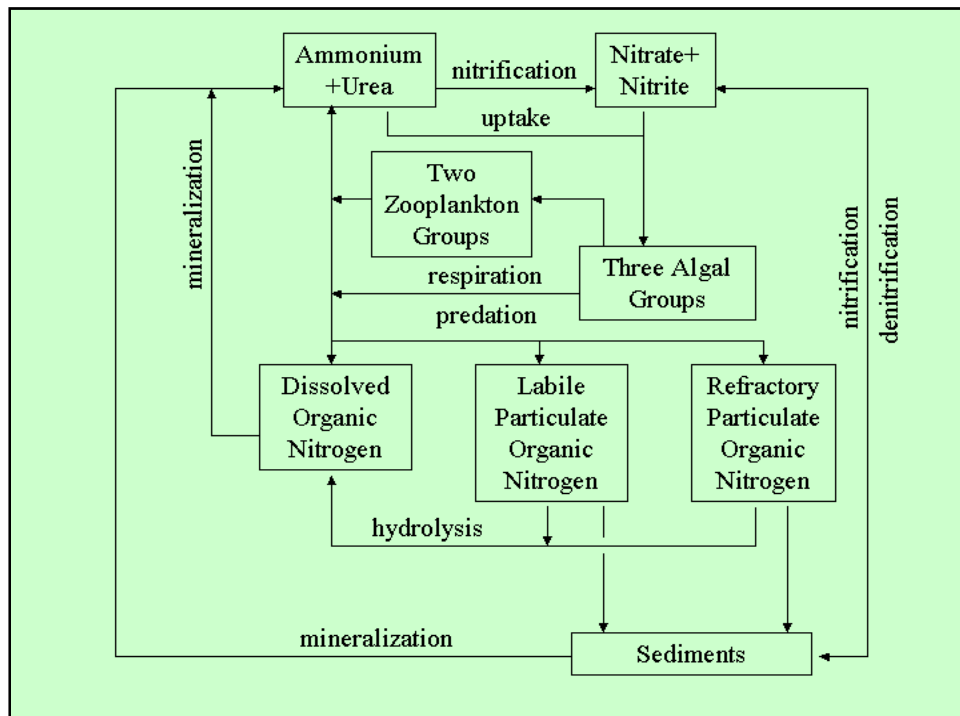 Ammonium
+Urea
nitrification
Nitrate+
Nitrite
uptake
mineralization
Two
Zooplankton
Groups
Three Algal
Groups
respiration
predation
nitrification
denitrification
Dissolved
Organic
Nitrogen
Labile
Particulate
Organic
Nitrogen
Refractory
Particulate
Organic
Nitrogen
hydrolysis
mineralization
Sediments